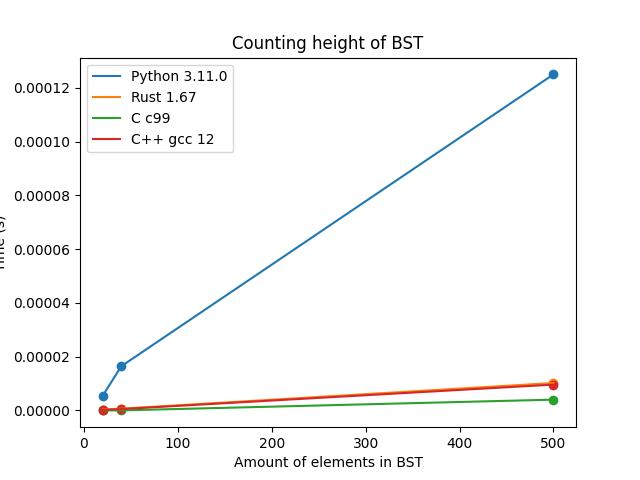 Counting height of BST
Python 3.11.0
Rust 1.67
C c99
C++ gcc 12
0.00012
0.00010
0.00008
0.00006
0.00004
0.00002
0.00000
Time (s)
0 100 200 300 400 500
Amount of elements in BST